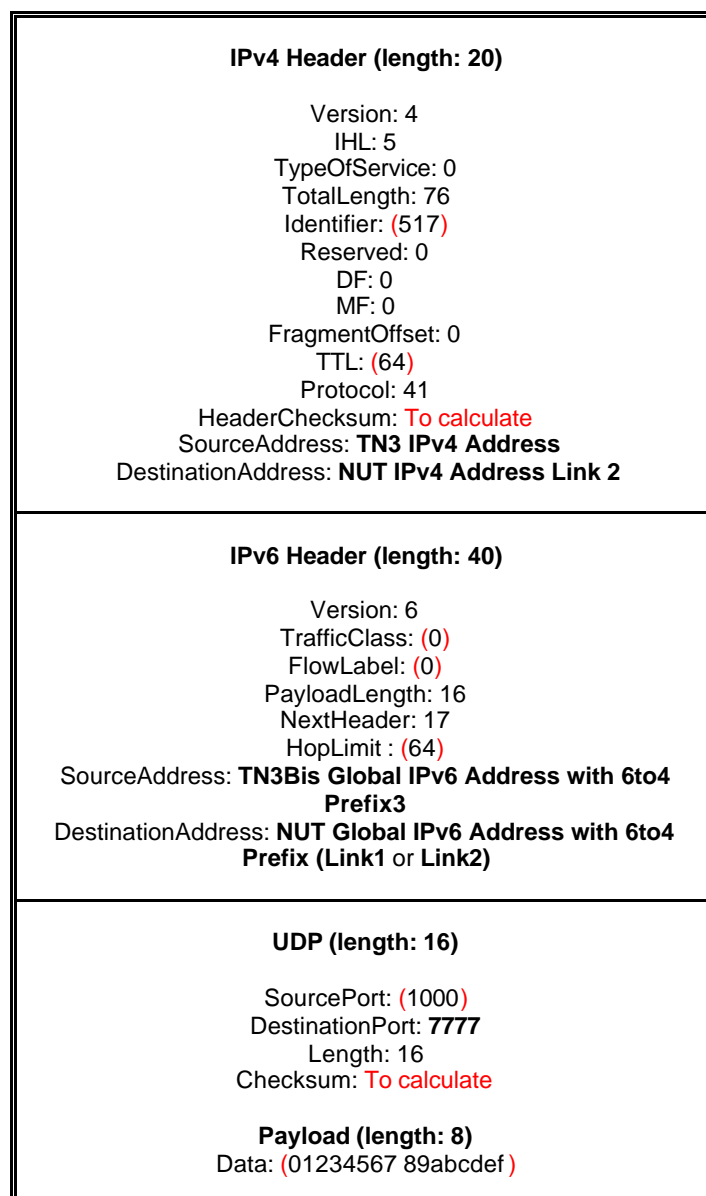 IPv4 Header (length: 20)
Version: 4
IHL: 5
TypeOfService: 0
TotalLength: 76
Identifier: (517)
Reserved: 0
DF: 0
MF: 0
FragmentOffset: 0
TTL: (64)
Protocol: 41
HeaderChecksum: To calculate
SourceAddress: TN3 IPv4 Address
DestinationAddress: NUT IPv4 Address Link 2
IPv6 Header (length: 40)
Version: 6
TrafficClass: (0)
FlowLabel: (0)
PayloadLength: 16
NextHeader: 17
HopLimit : (64)
SourceAddress: TN3Bis Global IPv6 Address with 6to4
Prefix3
DestinationAddress: NUT Global IPv6 Address with 6to4
Prefix (Link1 or Link2)
UDP (length: 16)
SourcePort: (1000)
DestinationPort: 7777
Length: 16
Checksum: To calculate
Payload (length: 8)
Data: (01234567 89abcdef )